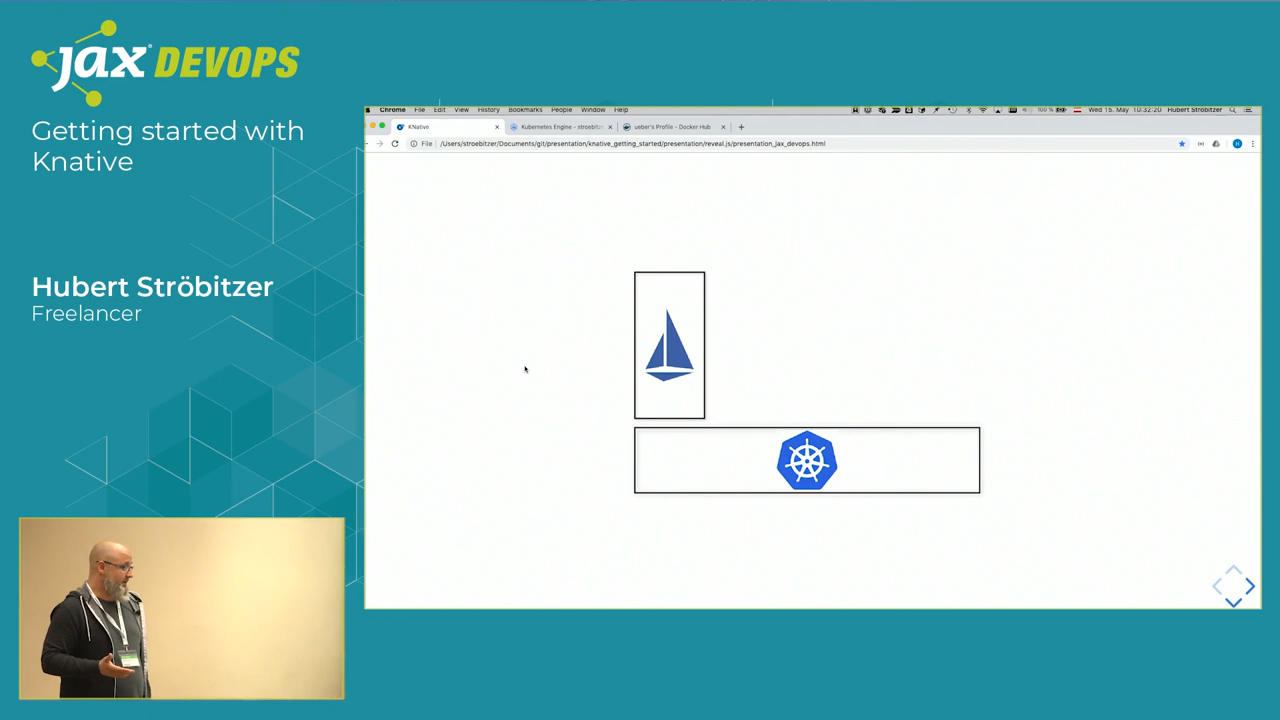 jax DEVOPS
Getting started with
Knative
Hubert Ströbitzer
Freelancer
Chrome File Edit View History Bookmarks People Window Help 100 % Wed 15. May 10:32:20 Hubert Ströbitzer
KNative
Kubernetes Engine - stroebitz
ueber's Profile - Docker Hub
File /Users/stroebitzer/Documents/git/presentation/knative_getting_started/presentation/reveal.js/presentation_jax_devops.html